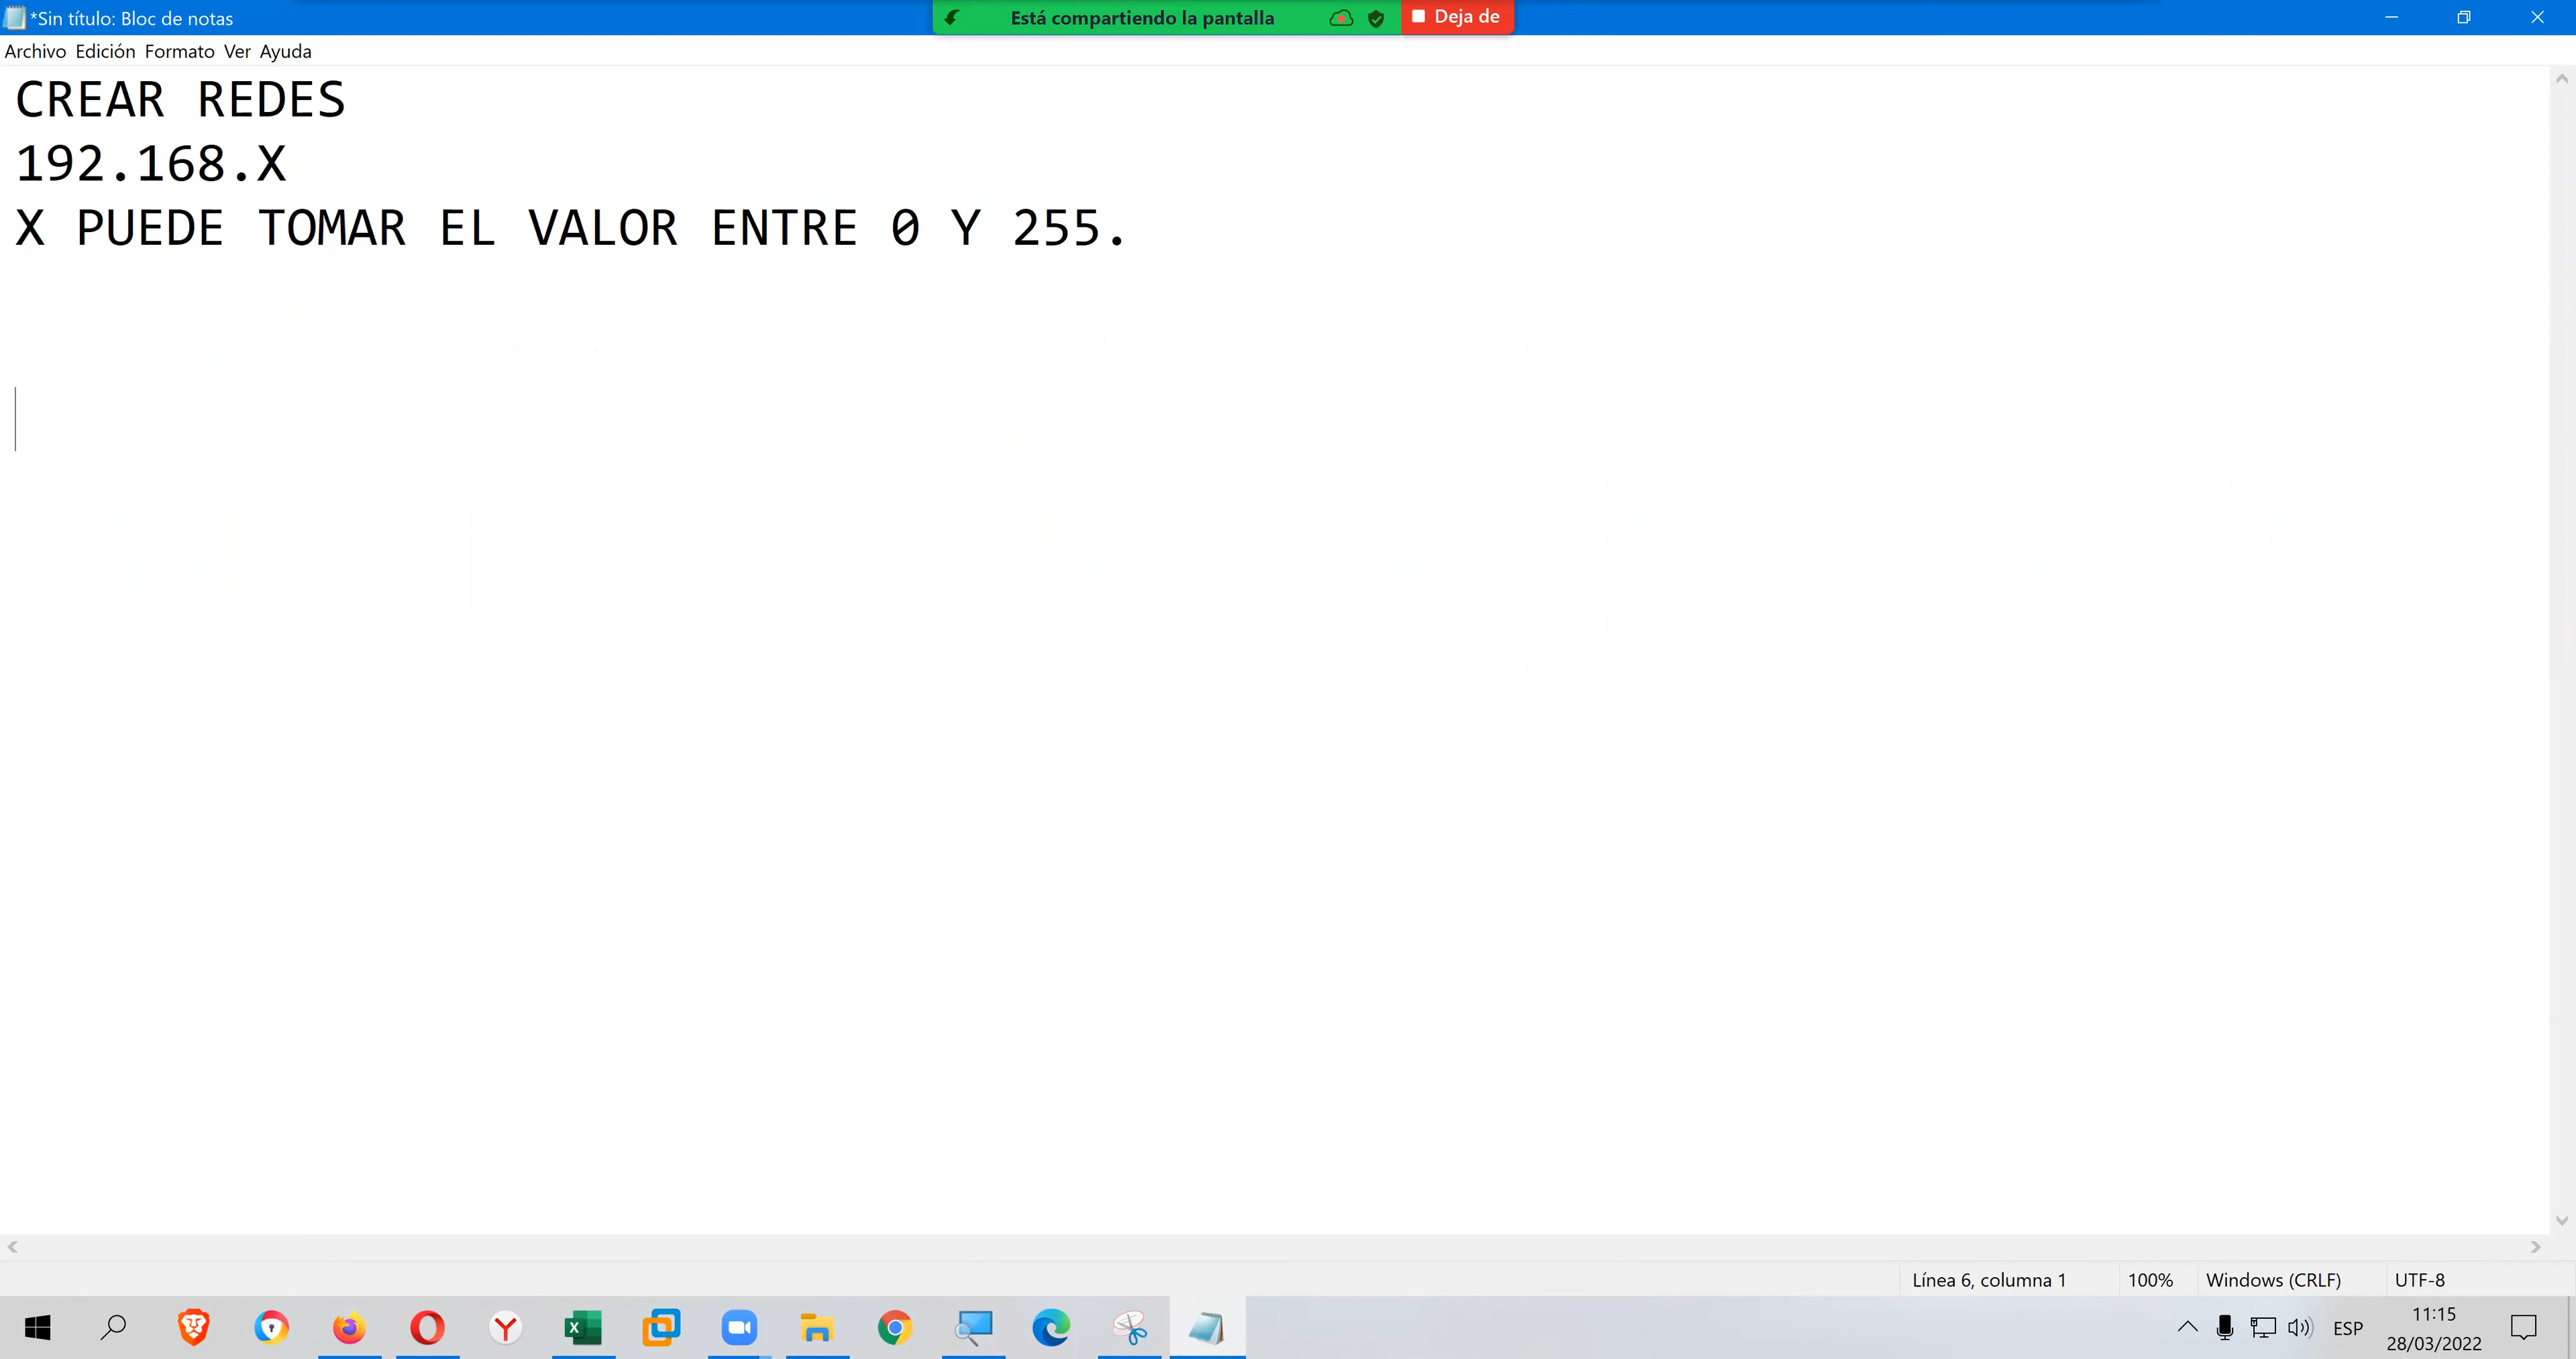 *Sin título: Bloc de notas
Está compartiendo la pantalla
Deja de
Archivo Edición Formato Ver Ayuda
CREAR REDES
192.168.X
X PUEDE TOMAR EL VALOR ENTRE 0 Y 255.
Línea 6, columna 1
100%
Windows (CRLF)
UTF-8
ESP
11:15
28/03/2022